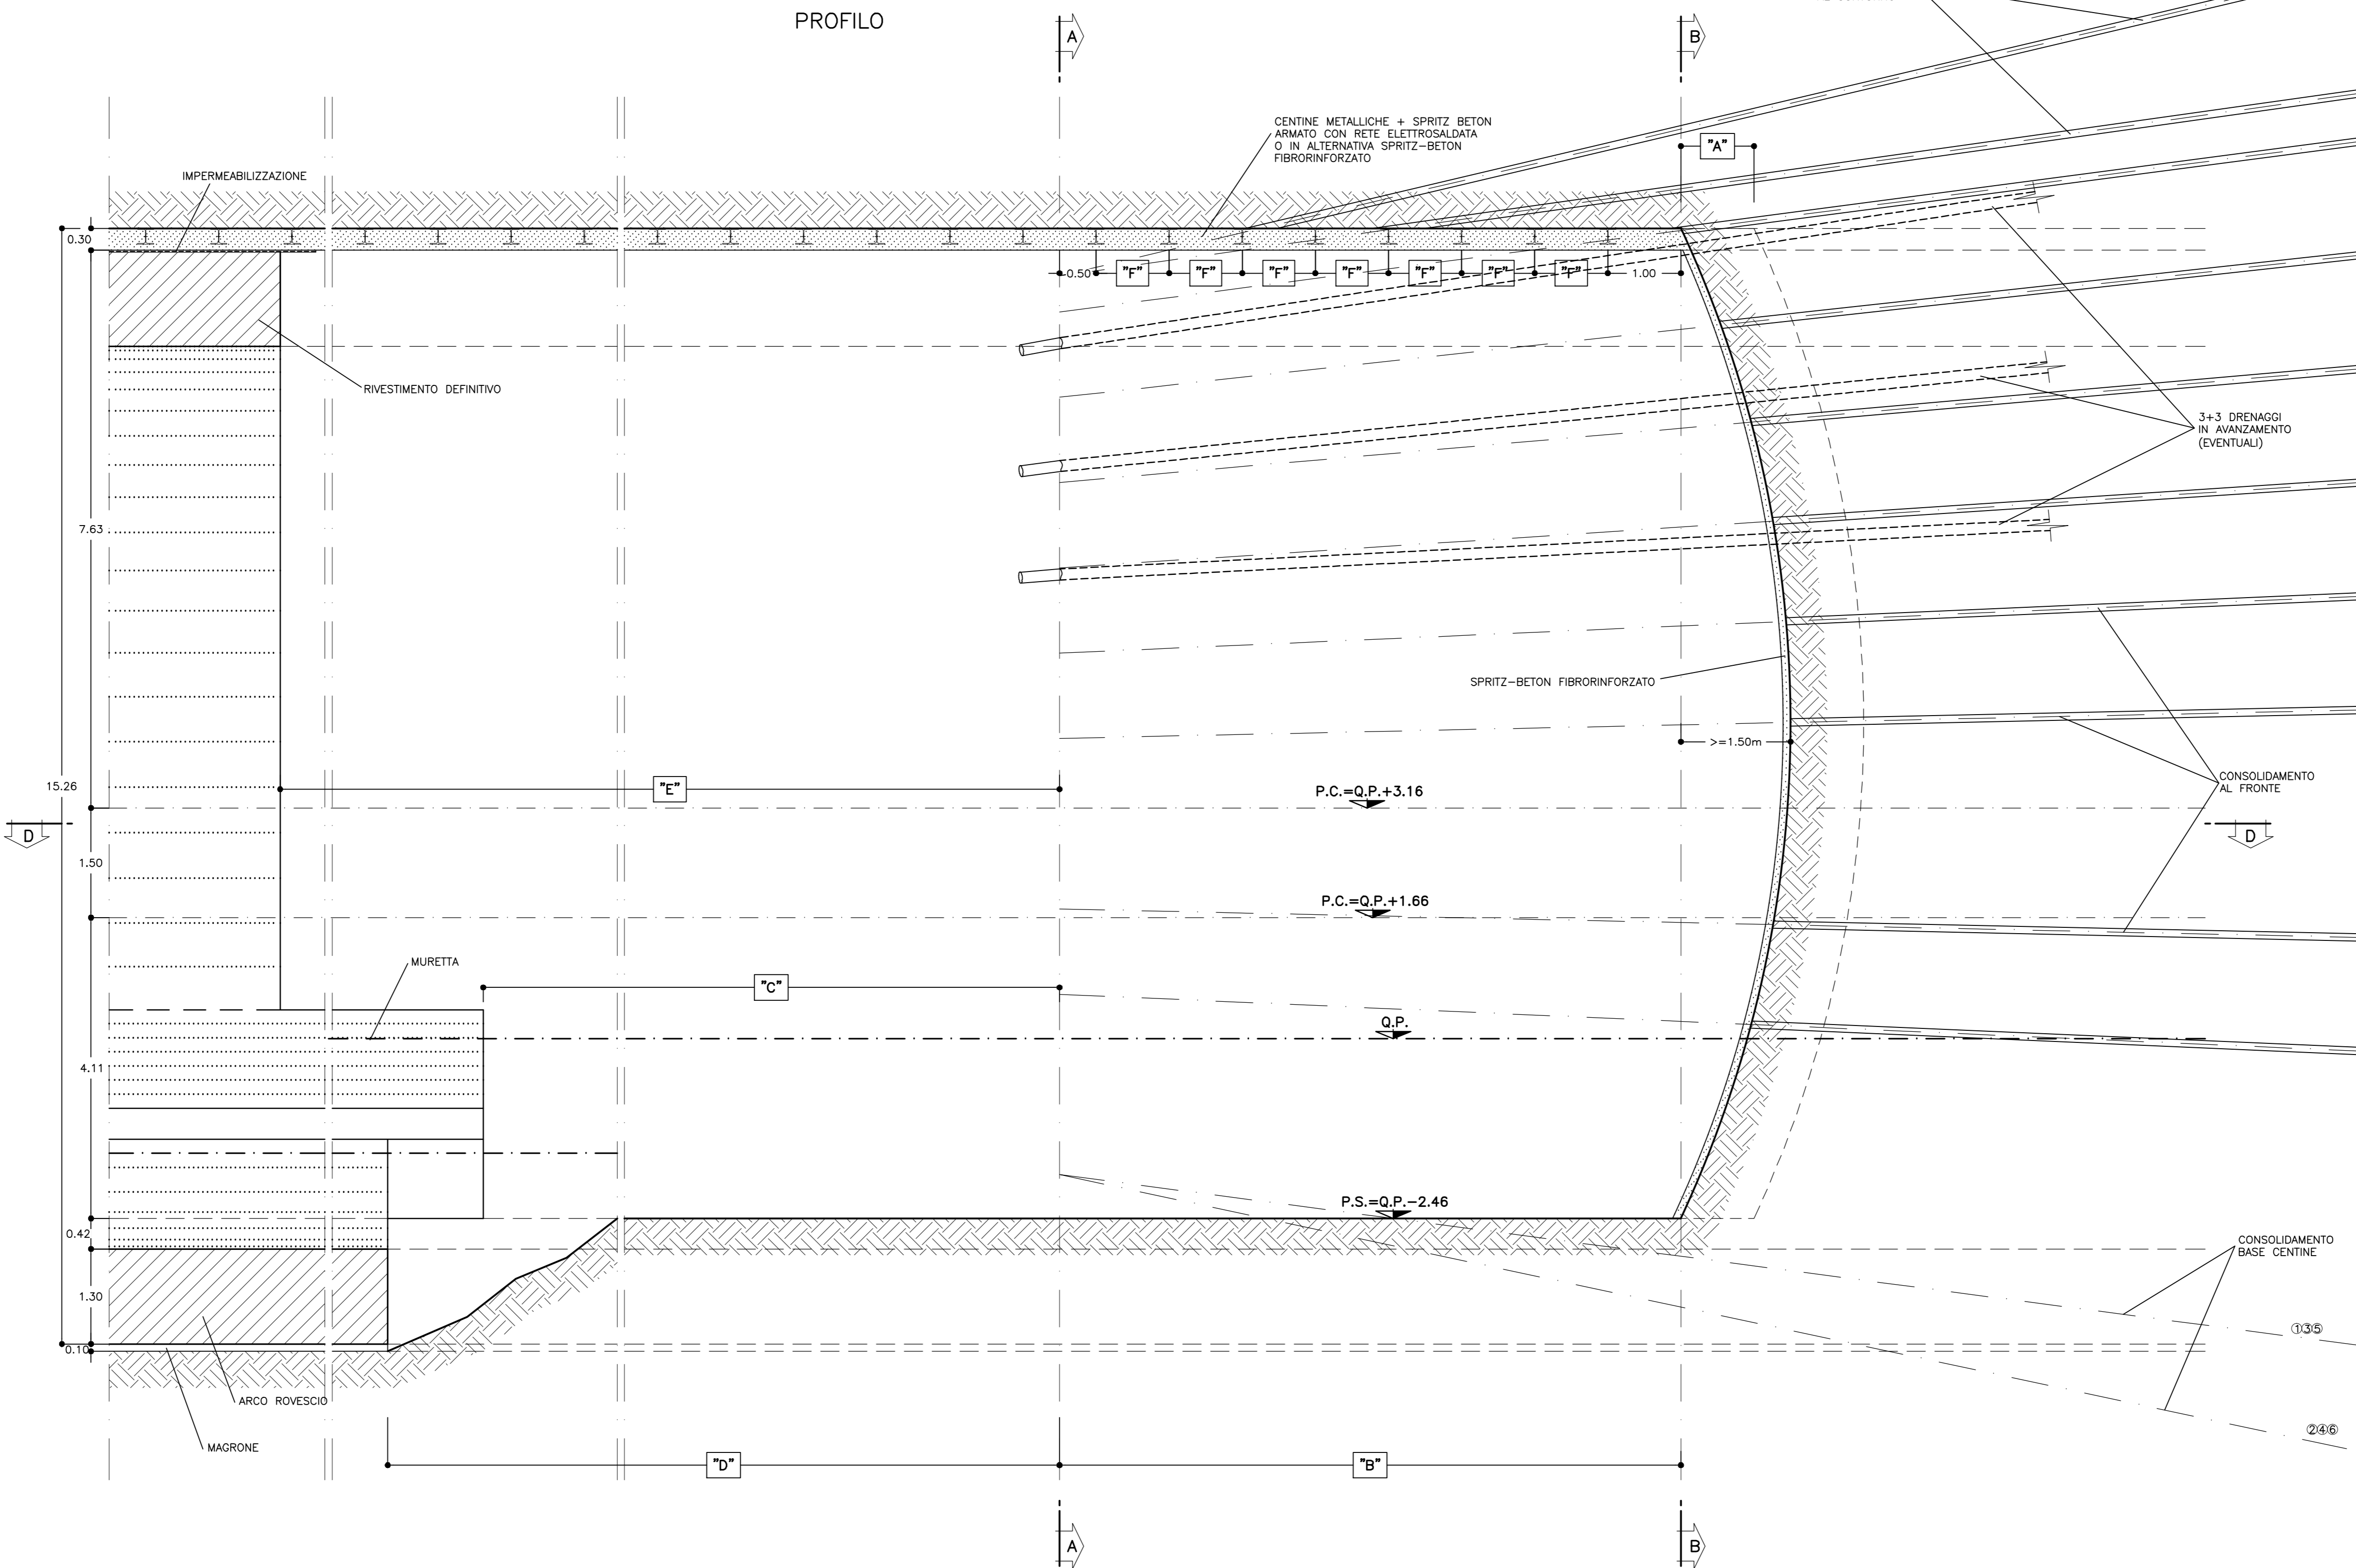 PROFILO
A
B
CENTINE METALLICHE + SPRITZ BETON
ARMATO CON RETE ELETTROSALDATA
O IN ALTERNATIVA SPRITZ-BETON
FIBRORINFORZATO
"A"
IMPERMEABILIZZAZIONE
0.30
0.50
"F"
"F"
"F"
"F"
"F"
"F"
"F"
1.00
RIVESTIMENTO DEFINITIVO
3+3 DRENAGGI
IN AVANZAMENTO
(EVENTUALI)
7.63
SPRITZ-BETON FIBRORINFORZATO
>=1.50m
15.26
"E"
P.C.=Q.P.+3.16
CONSOLIDAMENTO
AL FRONTE
D
D
1.50
P.C.=Q.P.+1.66
MURETTA
"C"
Q.P.
4.11
P.S.=Q.P.-2.46
0.42
CONSOLIDAMENTO
BASE CENTINE
1.30
①③⑤
0.10
ARCO ROVESCIO
②④⑥
MAGRONE
"D"
"B"
A
B